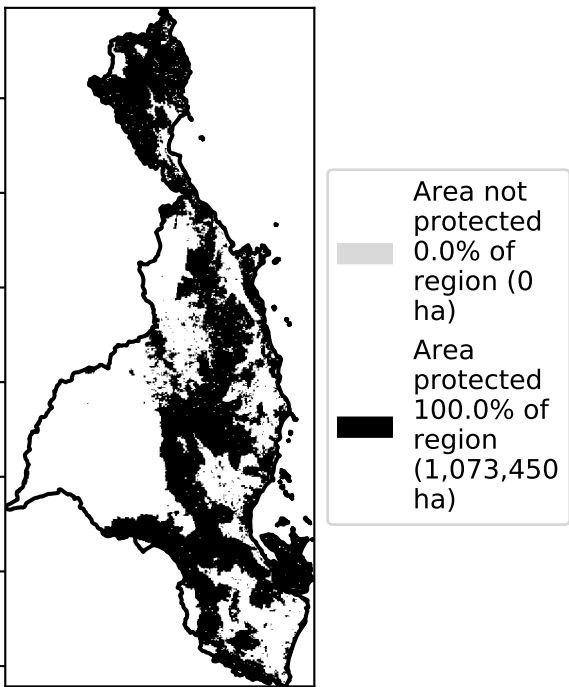 Area not
protected
0.0% of
region (0
ha)
Area
protected
100.0% of
region
(1,073,450
ha)